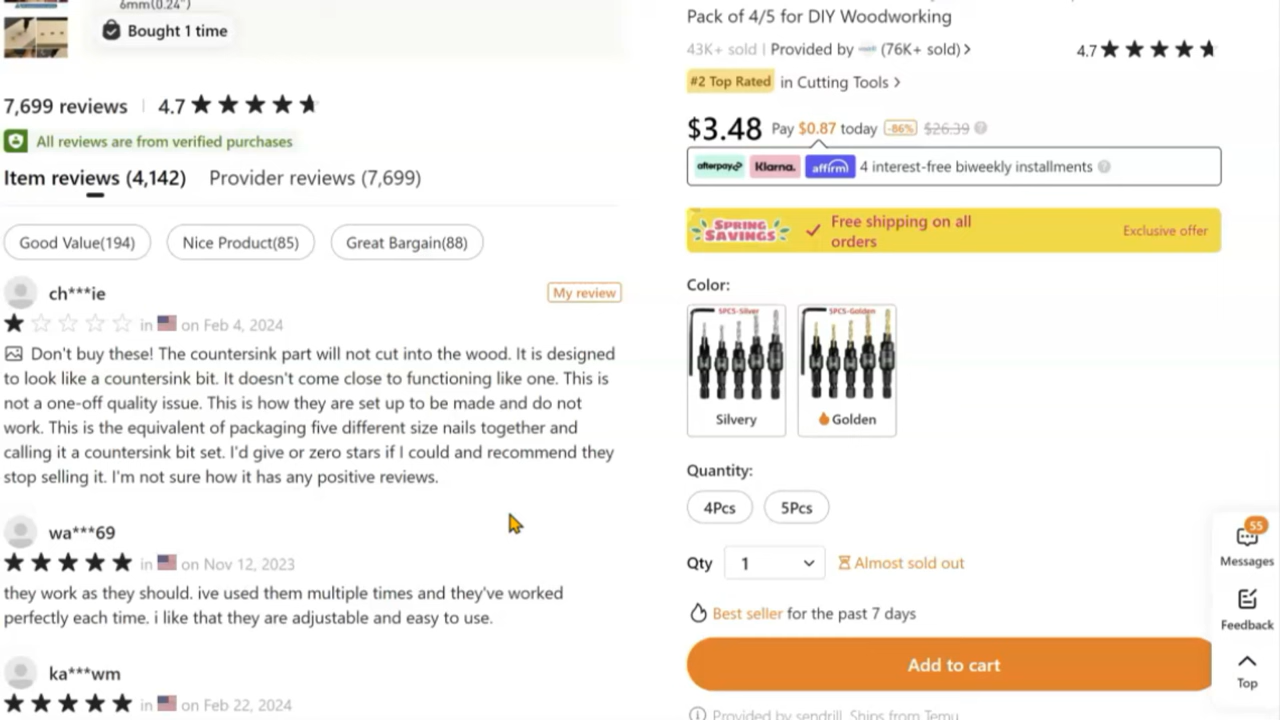 6mm(0.24")
Bought 1 time
7,699 reviews
4.7
All reviews are from verified purchases
Item reviews (4,142)
Provider reviews (7,699)
Good Value(194)
Nice Product(85)
Great Bargain(88)
ch***ie
My review
in on Feb 4, 2024
Don't buy these! The countersink part will not cut into the wood. It is designed
to look like a countersink bit. It doesn't come close to functioning like one. This is
not a one-off quality issue. This is how they are set up to be made and do not
work. This is the equivalent of packaging five different size nails together and
calling it a countersink bit set. I'd give or zero stars if I could and recommend they
stop selling it. I'm not sure how it has any positive reviews.
wa***69
in on Nov 12, 2023
they work as they should. ive used them multiple times and they've worked
perfectly each time. i like that they are adjustable and easy to use.
ka***wm
in on Feb 22, 2024
Pack of 4/5 for DIY Woodworking
43K+ sold | Provided by (76K+ sold) >
4.7
#2 Top Rated in Cutting Tools >
$3.48 Pay $0.87 today -86% $26.39 ?
afterpay Klarna. affirm 4 interest-free biweekly installments ?
SPRING
SAVINGS
Free shipping on all
orders
Exclusive offer
Color:
5PCS-Silver
5PCS-Golden
Silvery
Golden
Quantity:
4Pcs
5Pcs
Qty
1
Almost sold out
Best seller for the past 7 days
Add to cart
Provided by sendrill, Ships from Temu
55
Messages
Feedback
Top